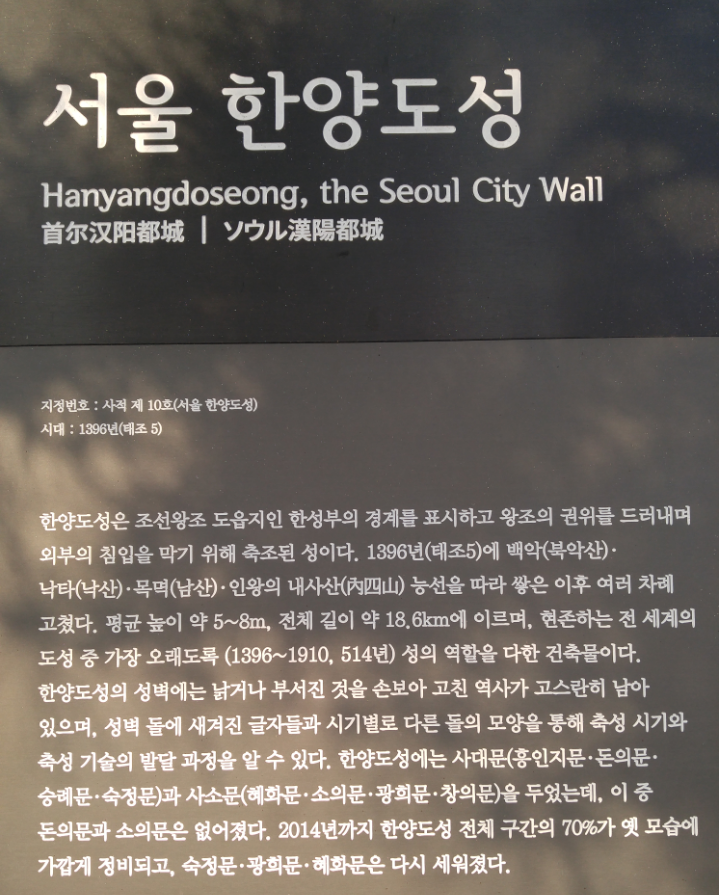 서울 한양도성
Hanyangdoseong, the Seoul City Wall
首尔汉阳都城 | ソウル漢陽都城
지정번호 : 사적 제 10호(서울 한양도성)
시대 : 1396년(태조 5)
한양도성은 조선왕조 도읍지인 한성부의 경계를 표시하고 왕조의 권위를 드러내며
외부의 침입을 막기 위해 축조된 성이다. 1396년(태조5)에 백악(북악산)·
낙타(낙산)·목멱(남산)·인왕의 내사산(內四山) 능선을 따라 쌓은 이후 여러 차례
고쳤다. 평균 높이 약 5~8m, 전체 길이 약 18.6km에 이르며, 현존하는 전 세계의
도성 중 가장 오래도록 (1396~1910, 514년) 성의 역할을 다한 건축물이다.
한양도성의 성벽에는 낡거나 부서진 것을 손보아 고친 역사가 고스란히 남아
있으며, 성벽 돌에 새겨진 글자들과 시기별로 다른 돌의 모양을 통해 축성 시기와
축성 기술의 발달 과정을 알 수 있다. 한양도성에는 사대문(흥인지문·돈의문·
숭례문·숙정문)과 사소문(혜화문·소의문·광희문·창의문)을 두었는데, 이 중
돈의문과 소의문은 없어졌다. 2014년까지 한양도성 전체 구간의 70%가 옛 모습에
가깝게 정비되고, 숙정문·광희문·혜화문은 다시 세워졌다.